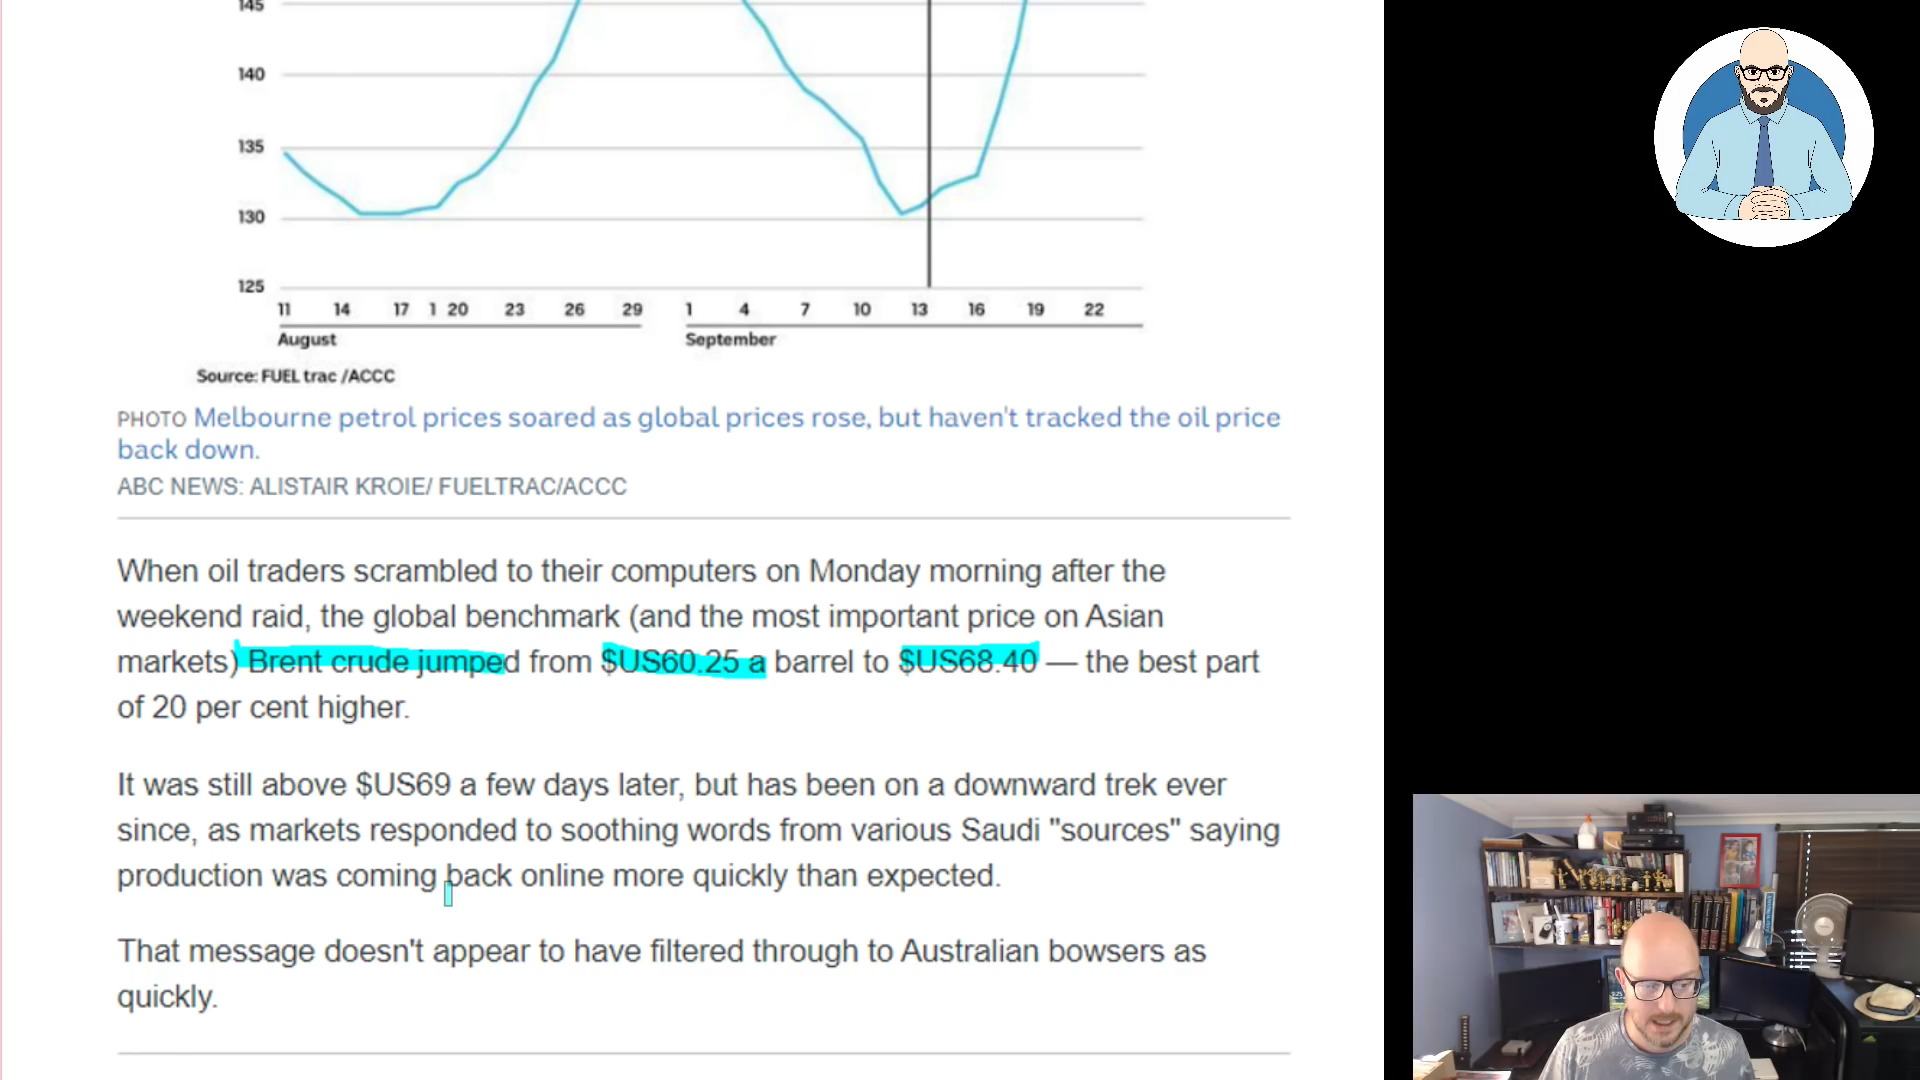 145
140
135
130
125
11 14 17 1 20 23 26 29 1 4 7 10 13 16 19 22
August September
Source: FUEL trac /ACCC
PHOTO Melbourne petrol prices soared as global prices rose, but haven't tracked the oil price
back down.
ABC NEWS: ALISTAIR KROIE/ FUELTRAC/ACCC
When oil traders scrambled to their computers on Monday morning after the
weekend raid, the global benchmark (and the most important price on Asian
markets) Brent crude jumped from $US60.25 a barrel to $US68.40 — the best part
of 20 per cent higher.
It was still above $US69 a few days later, but has been on a downward trek ever
since, as markets responded to soothing words from various Saudi "sources" saying
production was coming back online more quickly than expected.
That message doesn't appear to have filtered through to Australian bowsers as
quickly.